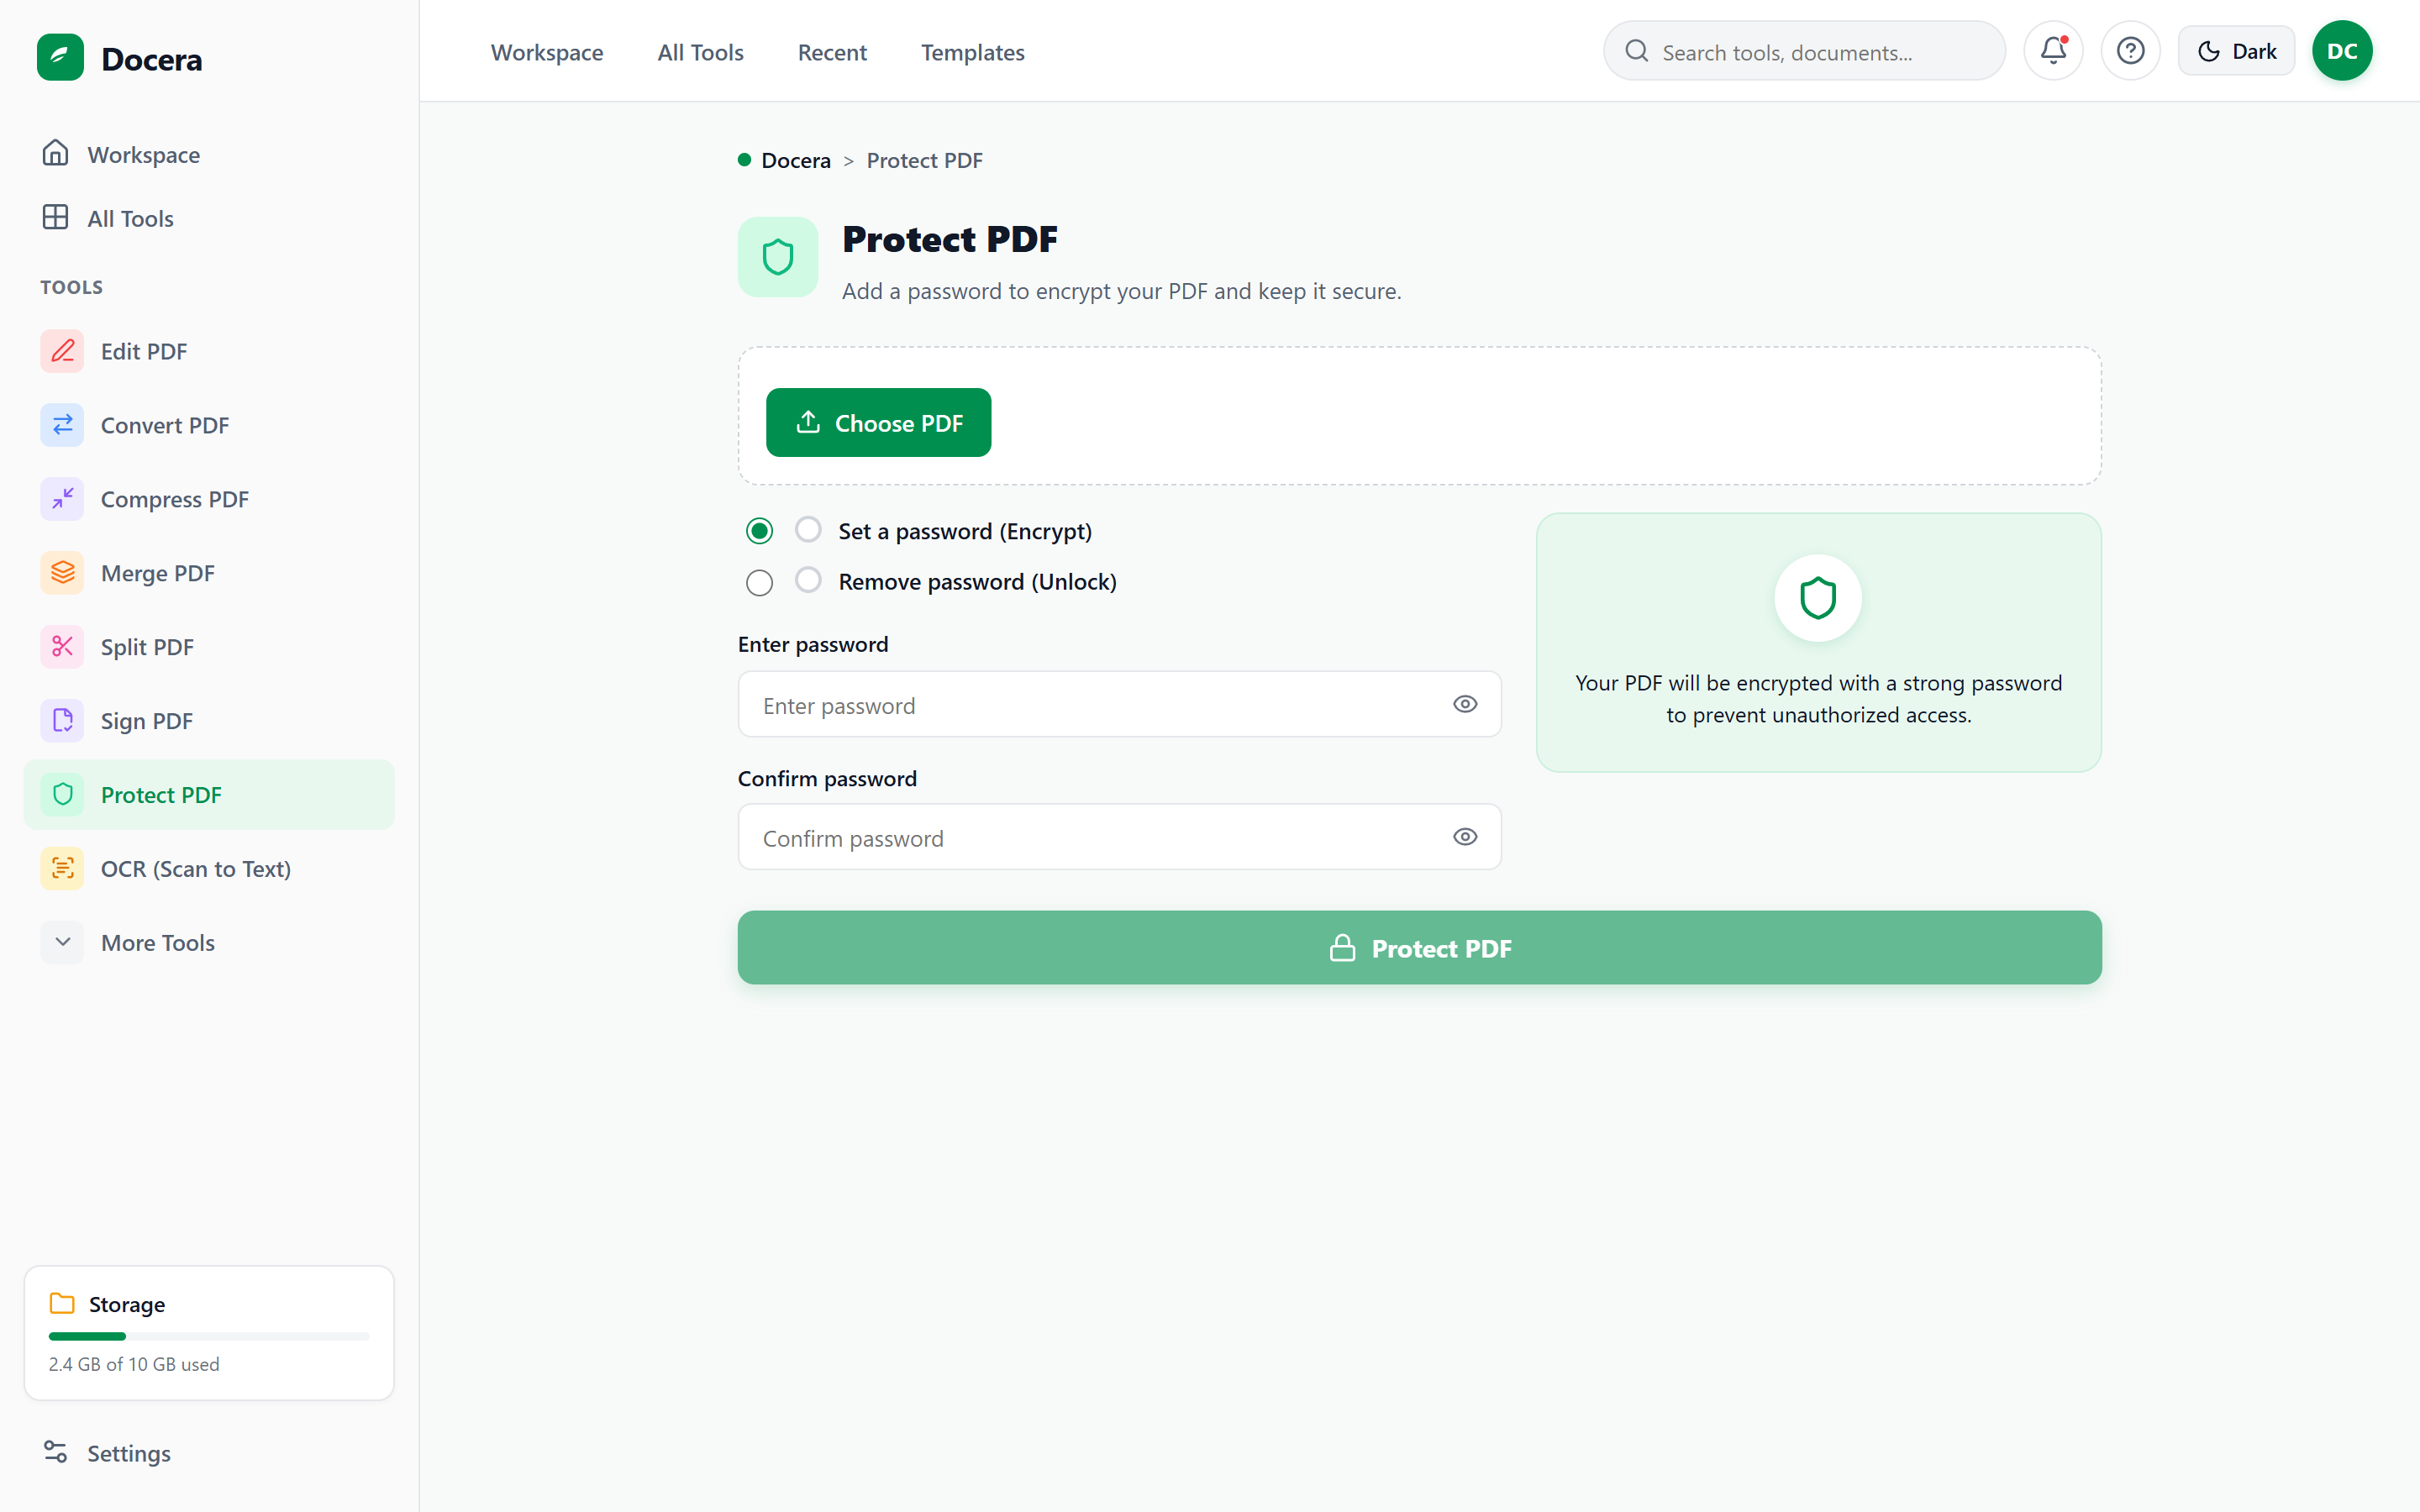 Docera
Workspace
All Tools
TOOLS
Edit PDF
Convert PDF
Compress PDF
Merge PDF
Split PDF
Sign PDF
Protect PDF
OCR (Scan to Text)
More Tools
Storage
2.4 GB of 10 GB used
Settings
Workspace All Tools Recent Templates
Search tools, documents...
Dark
DC
Docera > Protect PDF
Protect PDF
Add a password to encrypt your PDF and keep it secure.
Choose PDF
Set a password (Encrypt)
Remove password (Unlock)
Enter password
Enter password
Confirm password
Confirm password
Your PDF will be encrypted with a strong password
to prevent unauthorized access.
Protect PDF